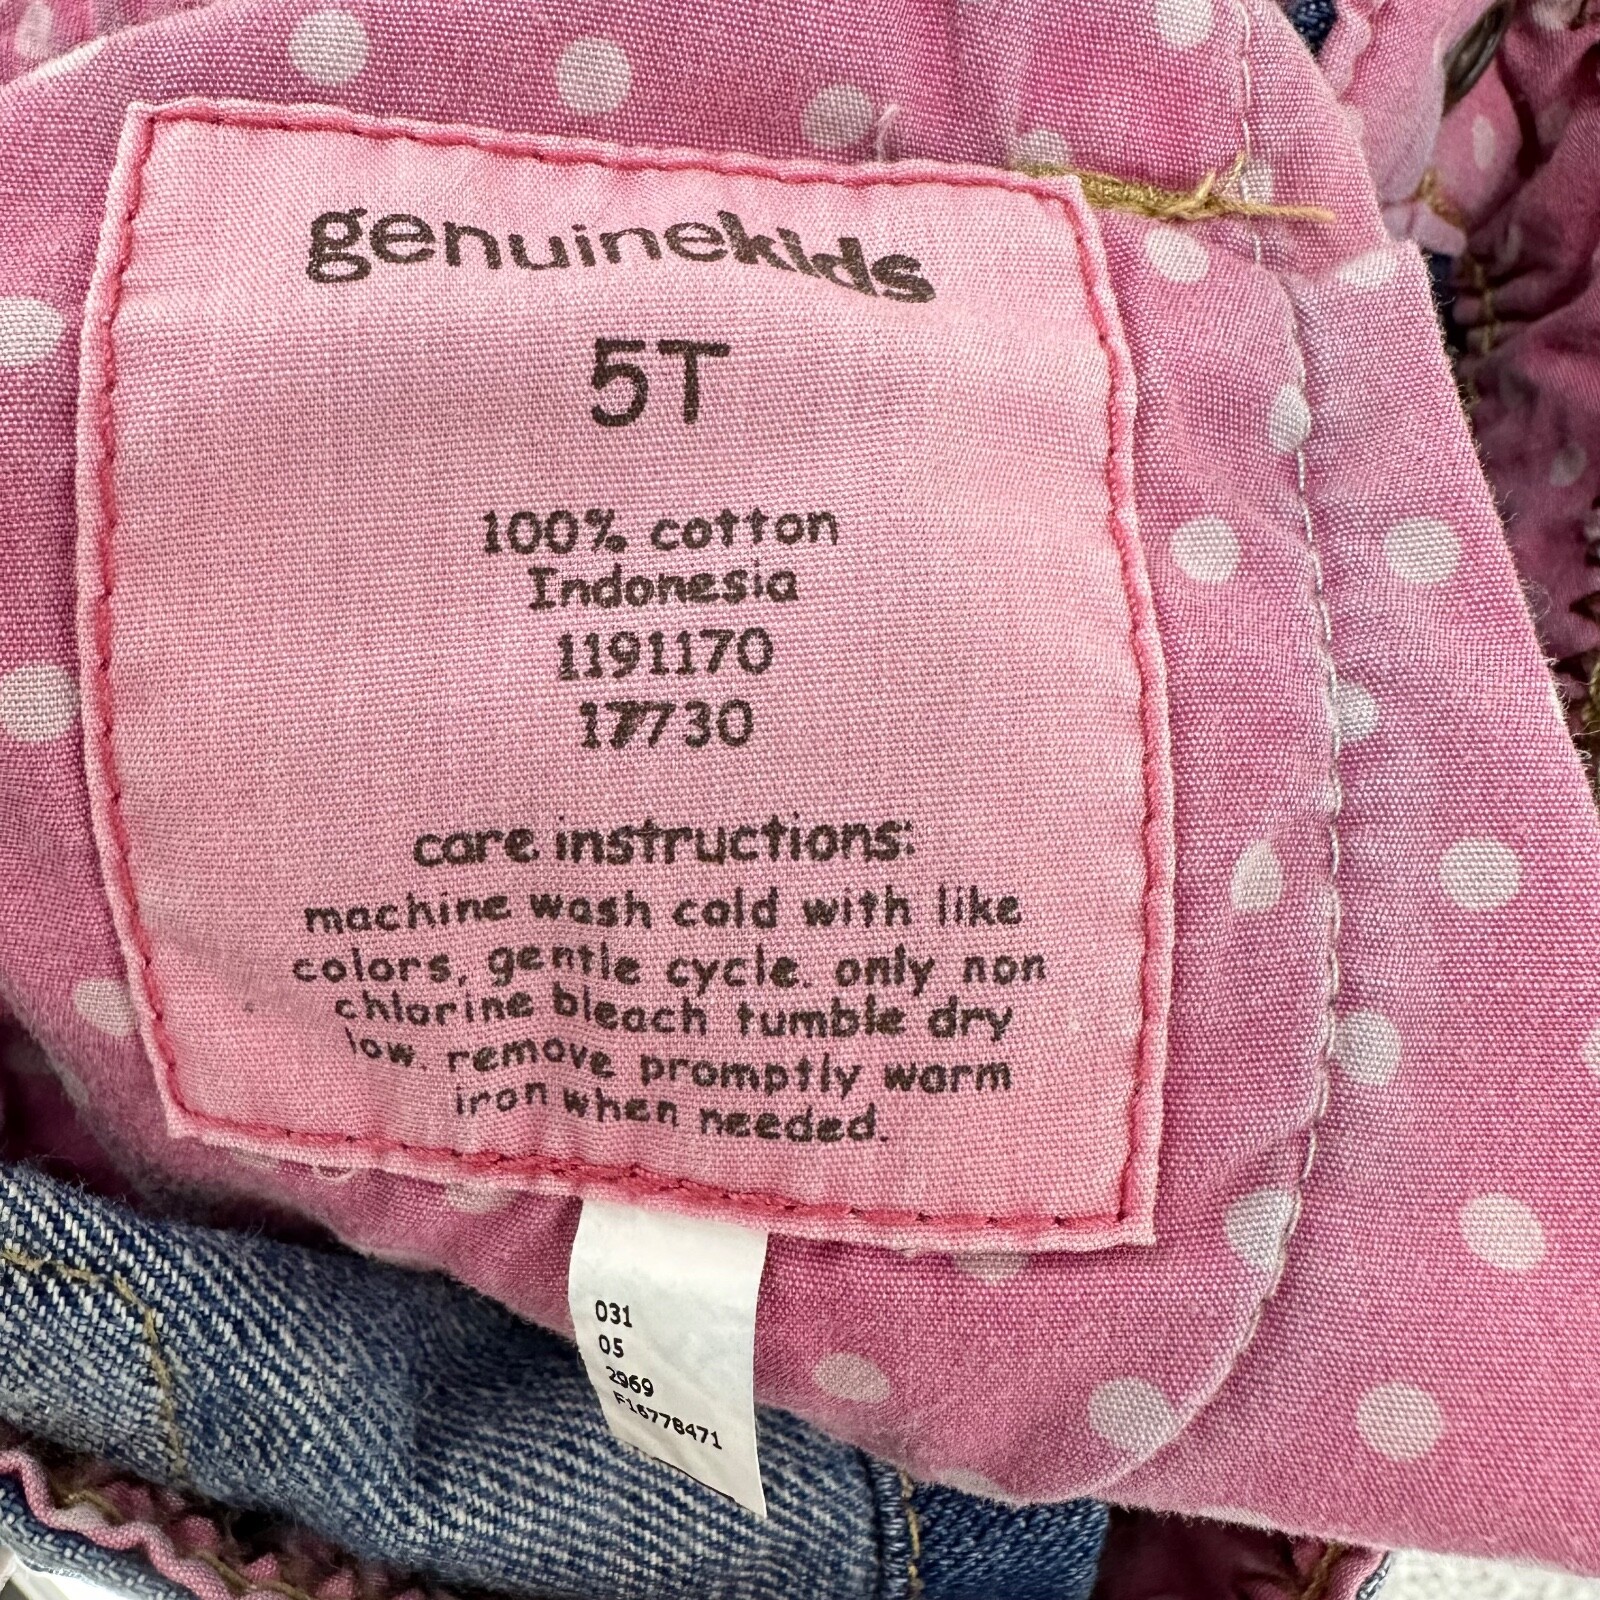 genuinekids
5T
100% cotton
Indonesia
1191170
17730
care instructions:
machine wash cold with like
colors, gentle cycle. only non
chlorine bleach tumble dry
low. remove promptly warm
iron when needed.
031
05
2969
F16778471